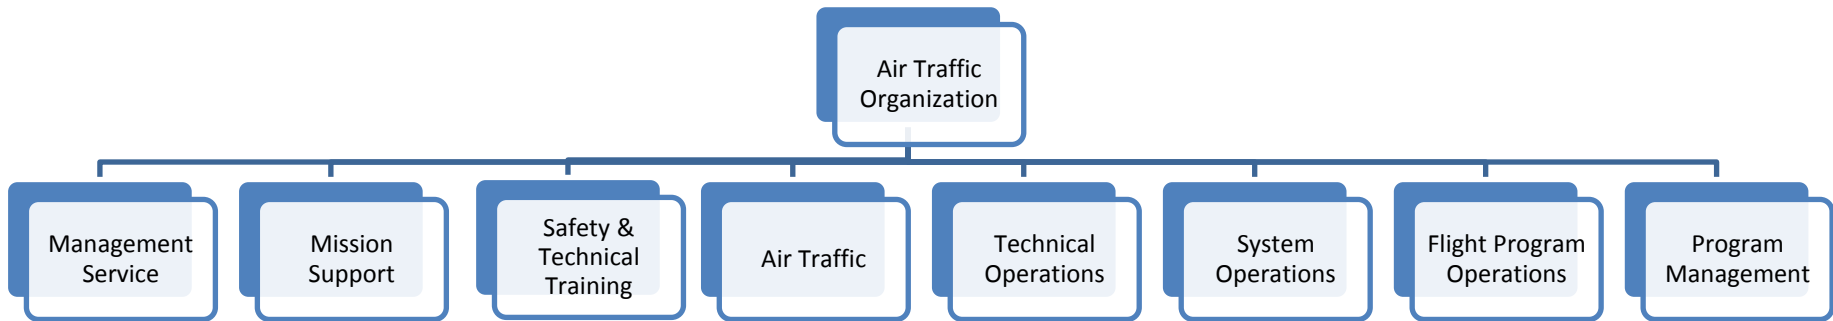 Air Traffic
Organization
Management
Service
Mission
Support
Safety &
Technical
Training
Air Traffic
Technical
Operations
System
Operations
Flight Program
Operations
Program
Management